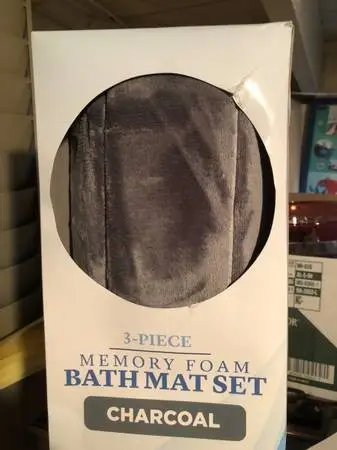 3-PIECE
MEMORY FOAM
BATH MAT SET
CHARCOAL